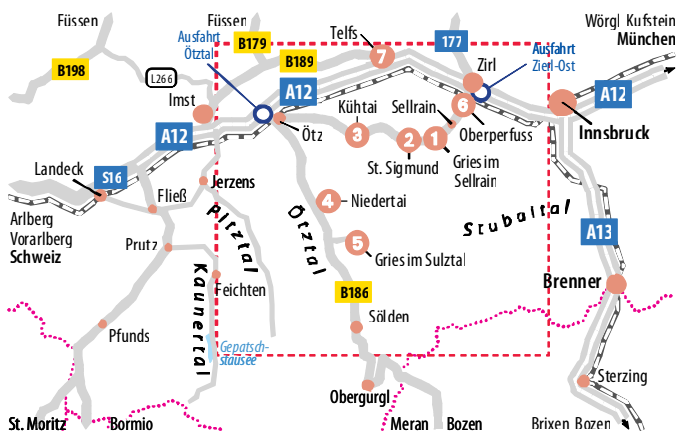 Füssen
Füssen
Wörgl Kufstein
München
Ausfahrt
Ötztal
B179
Telfs
177
Ausfahrt
Zierl-Ost
B198
L266
B189
7
Zirl
Imst
A12
A12
Kühtai
Sellrain
6
Oberperfuss
Innsbruck
A12
Ötz
3
2
1
St. Sigmund
Gries im
Sellrain
Landeck
S16
Fließ
Jerzens
Pitztal
Ötztal
4
Niedertai
Stubaital
Arlberg
Vorarlberg
Schweiz
Prutz
5
Gries im Sulztal
A13
Kaunertal
Feichten
B186
Brenner
Pfunds
Gepatsch-
stausee
Sölden
Obergurgl
Sterzing
St. Moritz
Bormio
Meran
Bozen
Brixen Bozen